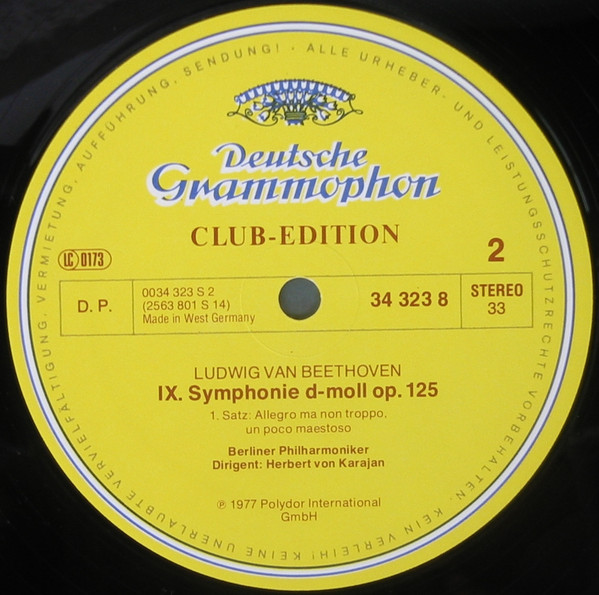 ALLE URHEBER- UND LEISTUNGSSCHUTZRECHTE VORBEHALTEN · KEIN VERLEIH! KEINE UNERLAUBTE VERVIELFÄLTIGUNG, VERMIETUNG, AUFFÜHRUNG, SENDUNG! ·
Deutsche
Grammophon
CLUB-EDITION
2
LC 0173
D. P.
0034 323 S 2
(2563 801 S 14)
Made in West Germany
34 323 8
STEREO
33
LUDWIG VAN BEETHOVEN
IX. Symphonie d-moll op. 125
1. Satz: Allegro ma non troppo,
un poco maestoso
Berliner Philharmoniker
Dirigent: Herbert von Karajan
℗ 1977 Polydor International
GmbH